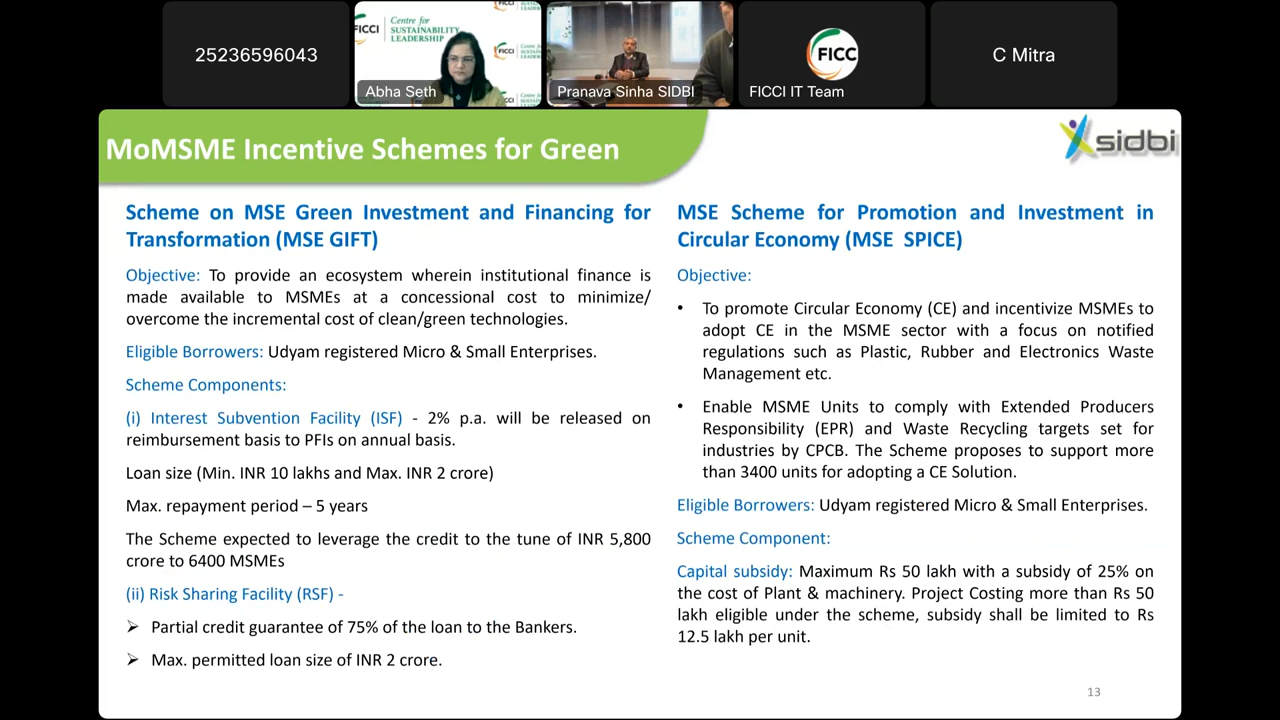 25236596043
FICCI
Centre for
SUSTAINABILITY
LEADERSHIP
Abha Seth
Pranava Sinha SIDBI
FICC
FICCI IT Team
C Mitra
MoMSME Incentive Schemes for Green
sidbi
Scheme on MSE Green Investment and Financing for
Transformation (MSE GIFT)
Objective: To provide an ecosystem wherein institutional finance is
made available to MSMEs at a concessional cost to minimize/
overcome the incremental cost of clean/green technologies.
Eligible Borrowers: Udyam registered Micro & Small Enterprises.
Scheme Components:
(i) Interest Subvention Facility (ISF) - 2% p.a. will be released on
reimbursement basis to PFIs on annual basis.
Loan size (Min. INR 10 lakhs and Max. INR 2 crore)
Max. repayment period – 5 years
The Scheme expected to leverage the credit to the tune of INR 5,800
crore to 6400 MSMEs
(ii) Risk Sharing Facility (RSF) -
➢ Partial credit guarantee of 75% of the loan to the Bankers.
➢ Max. permitted loan size of INR 2 crore.
MSE Scheme for Promotion and Investment in
Circular Economy (MSE SPICE)
Objective:
• To promote Circular Economy (CE) and incentivize MSMEs to
adopt CE in the MSME sector with a focus on notified
regulations such as Plastic, Rubber and Electronics Waste
Management etc.
• Enable MSME Units to comply with Extended Producers
Responsibility (EPR) and Waste Recycling targets set for
industries by CPCB. The Scheme proposes to support more
than 3400 units for adopting a CE Solution.
Eligible Borrowers: Udyam registered Micro & Small Enterprises.
Scheme Component:
Capital subsidy: Maximum Rs 50 lakh with a subsidy of 25% on
the cost of Plant & machinery. Project Costing more than Rs 50
lakh eligible under the scheme, subsidy shall be limited to Rs
12.5 lakh per unit.
13